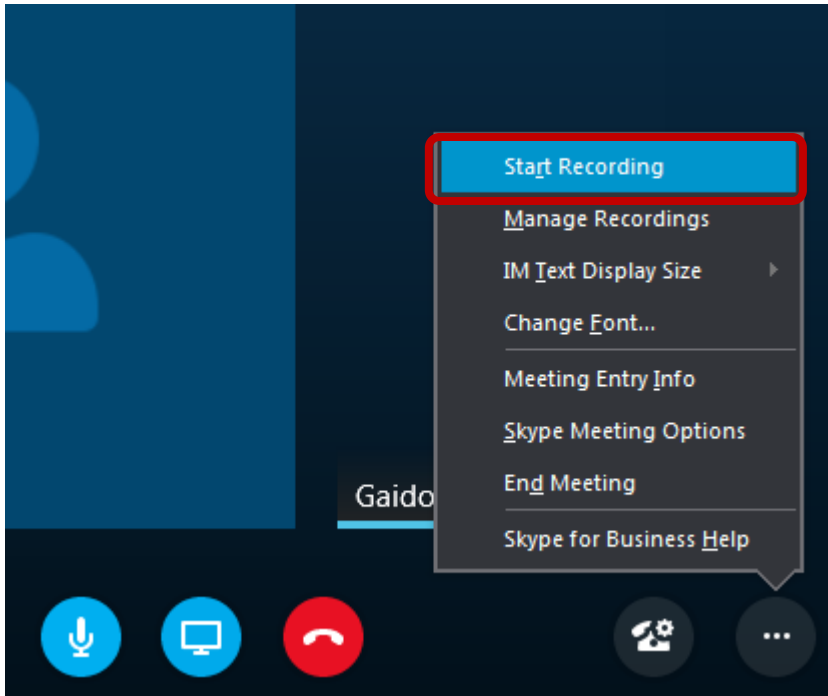 Start Recording
Manage Recordings
IM Text Display Size
Change Font...
Meeting Entry Info
Skype Meeting Options
End Meeting
Skype for Business Help
Gaido